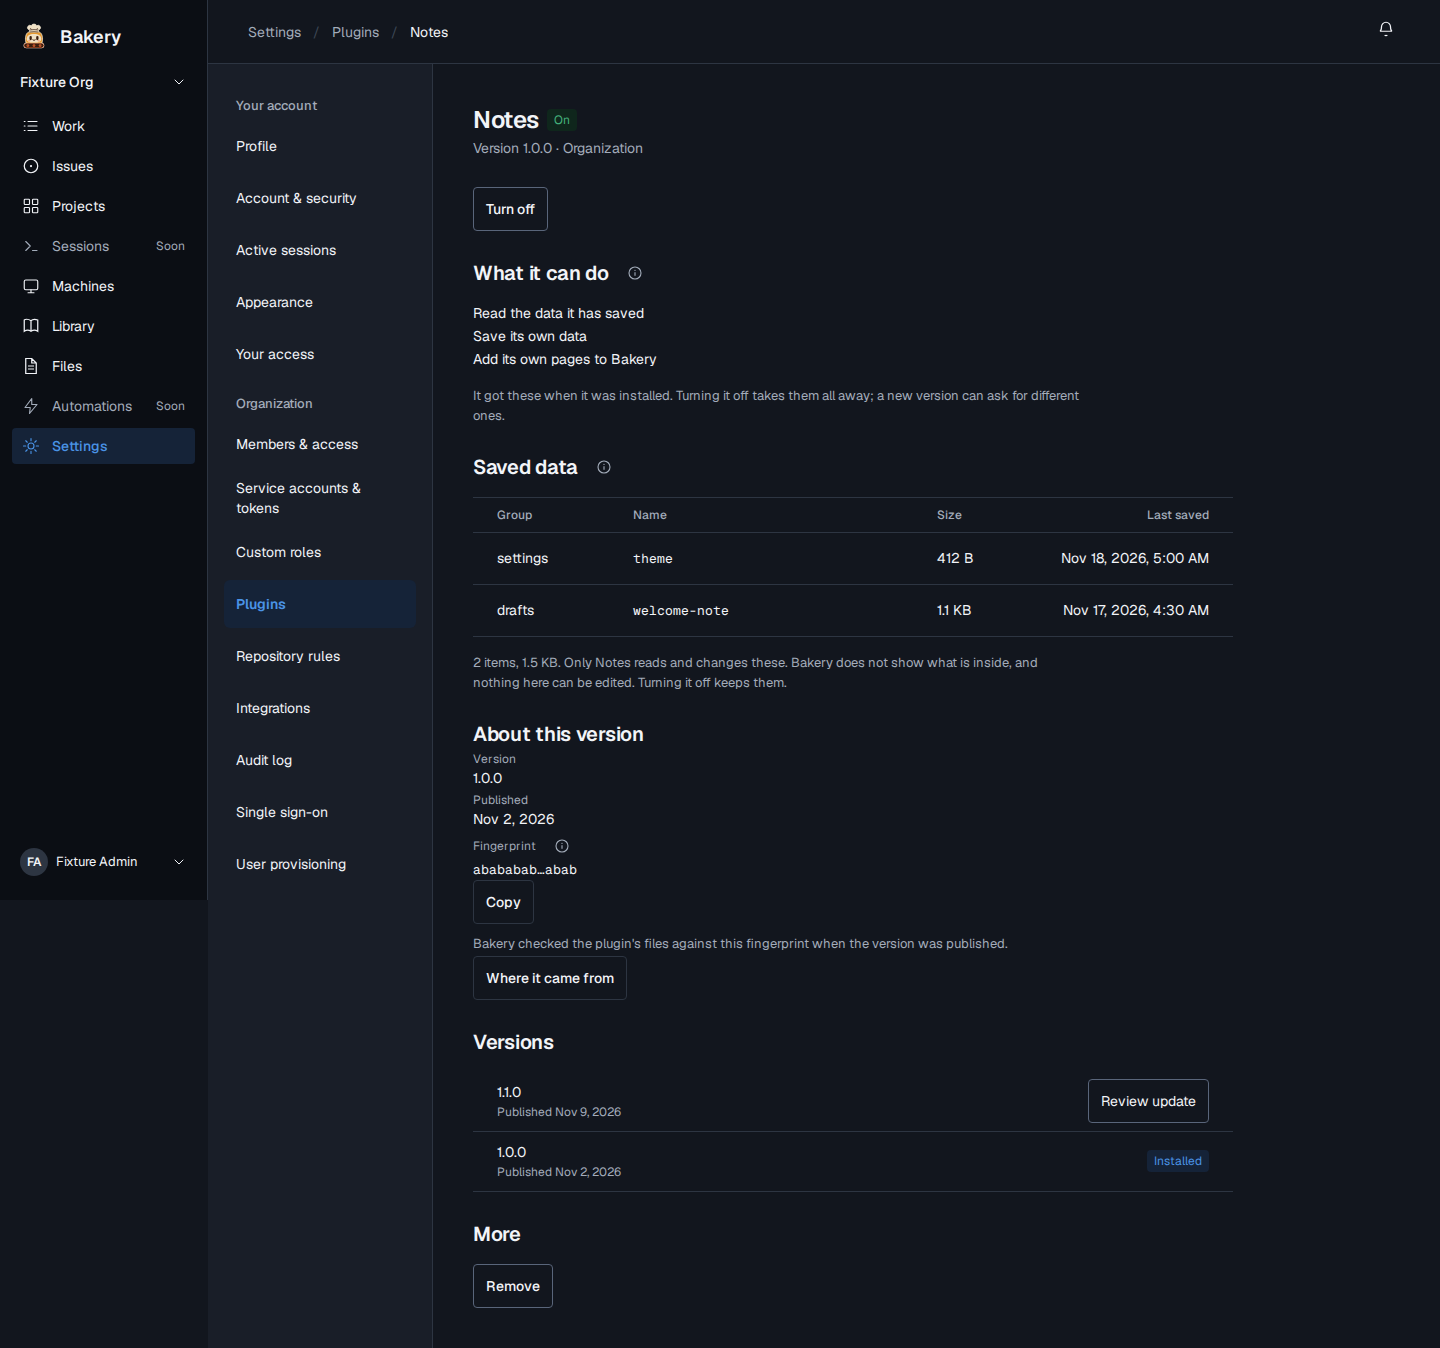 Bakery
Fixture Org
Work
Issues
Projects
Sessions Soon
Machines
Library
Files
Automations Soon
Settings
FA Fixture Admin
Settings / Plugins / Notes
Your account
Profile
Account & security
Active sessions
Appearance
Your access
Organization
Members & access
Service accounts &
tokens
Custom roles
Plugins
Repository rules
Integrations
Audit log
Single sign-on
User provisioning
Notes On
Version 1.0.0 · Organization
Turn off
What it can do
Read the data it has saved
Save its own data
Add its own pages to Bakery
It got these when it was installed. Turning it off takes them all away; a new version can ask for different
ones.
Saved data
Group Name Size Last saved
settings theme 412 B Nov 18, 2026, 5:00 AM
drafts welcome-note 1.1 KB Nov 17, 2026, 4:30 AM
2 items, 1.5 KB. Only Notes reads and changes these. Bakery does not show what is inside, and
nothing here can be edited. Turning it off keeps them.
About this version
Version
1.0.0
Published
Nov 2, 2026
Fingerprint
abababab…abab
Copy
Bakery checked the plugin's files against this fingerprint when the version was published.
Where it came from
Versions
1.1.0
Published Nov 9, 2026
Review update
1.0.0
Published Nov 2, 2026
Installed
More
Remove